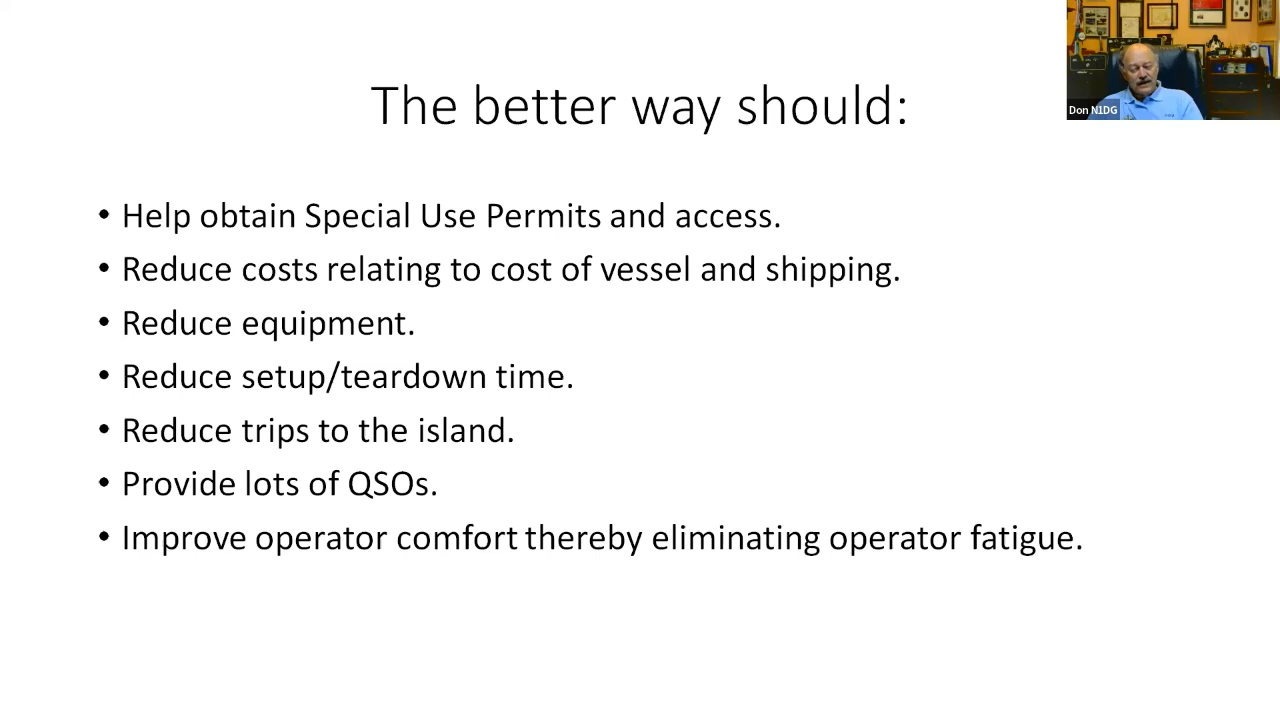 The better way should:
Don N1DG
• Help obtain Special Use Permits and access.
• Reduce costs relating to cost of vessel and shipping.
• Reduce equipment.
• Reduce setup/teardown time.
• Reduce trips to the island.
• Provide lots of QSOs.
• Improve operator comfort thereby eliminating operator fatigue.